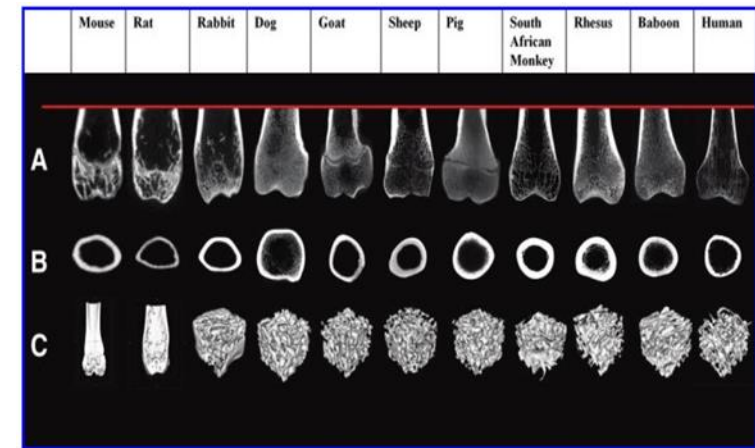 Mouse Rat Rabbit Dog Goat Sheep Pig South African Monkey Rhesus Baboon Human
A
B
C